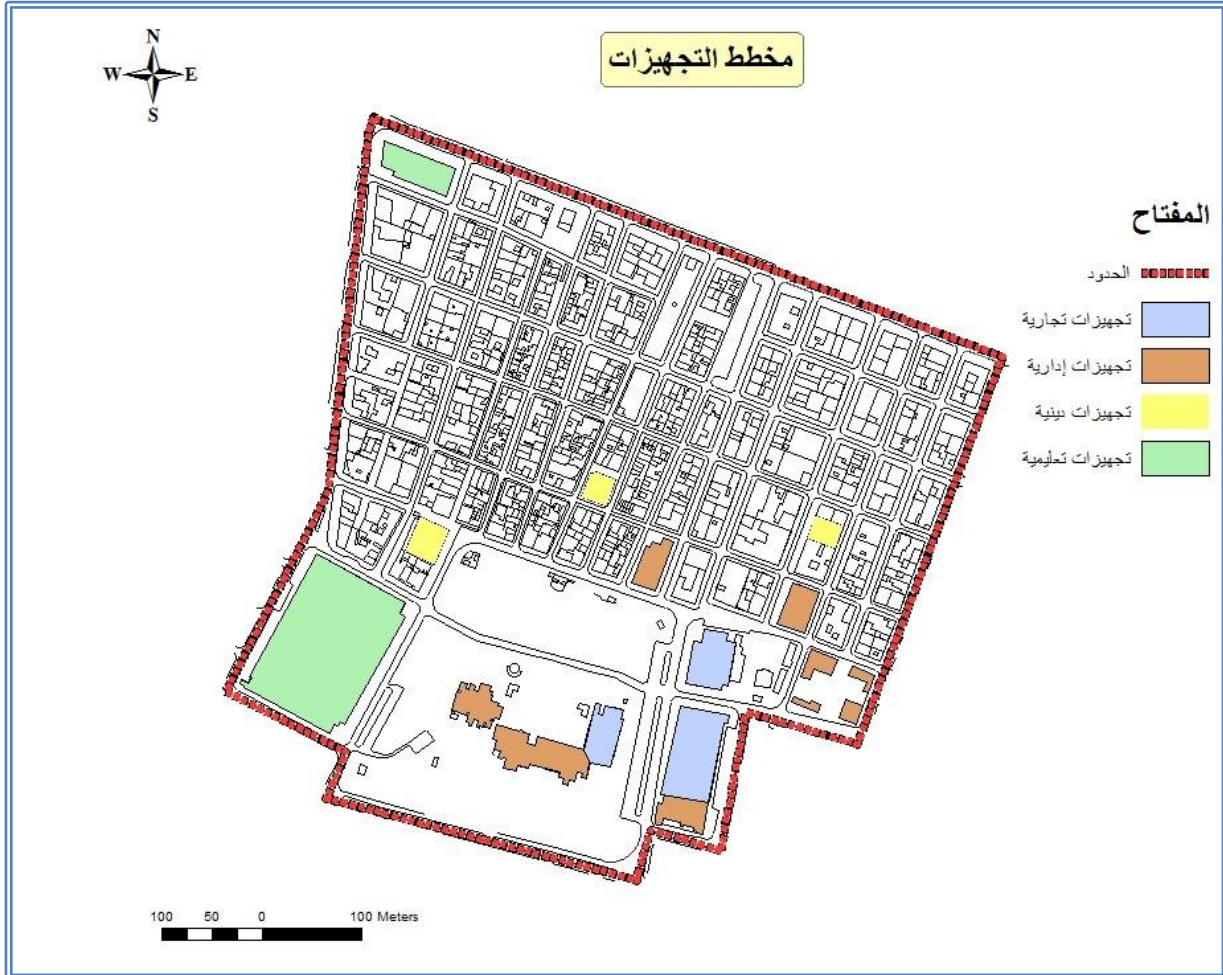 مخطط التجهيزات
N
W E
S
المفتاح
الحدود
تجهيزات تجارية
تجهيزات إدارية
تجهيزات دينية
تجهيزات تعليمية
100 50 0 100 Meters